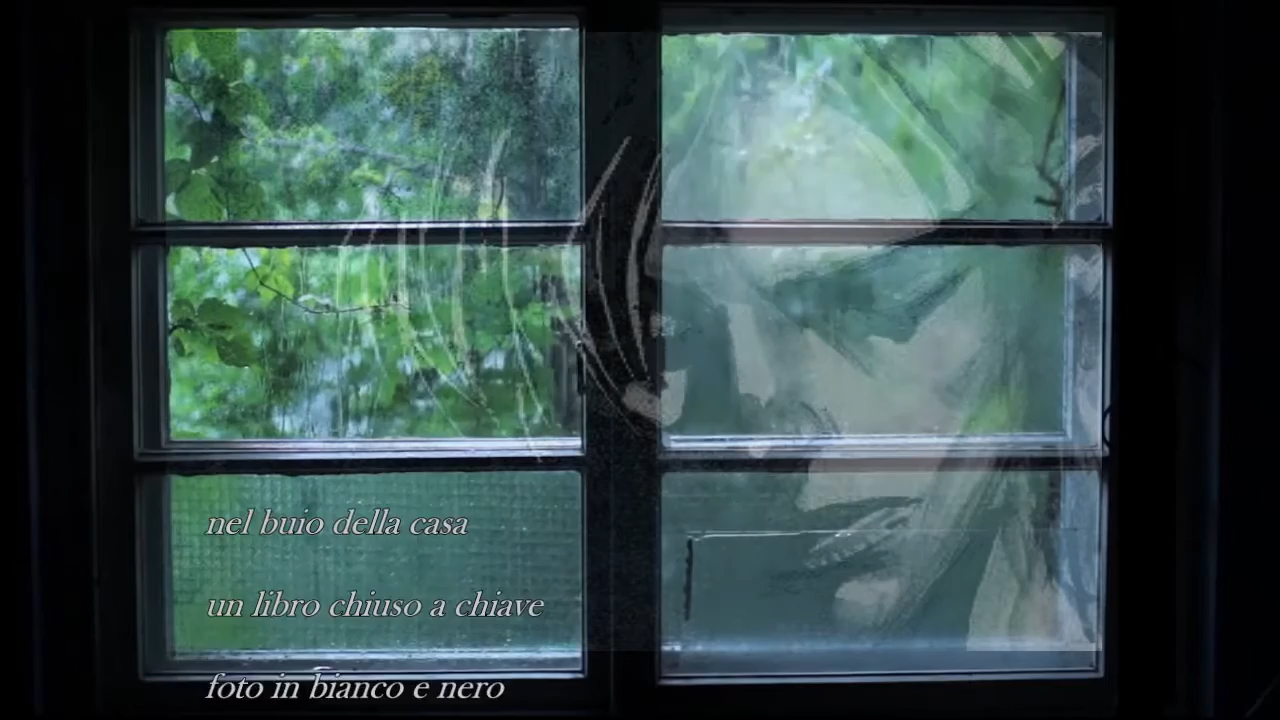 nel buio della casa
un libro chiuso a chiave
foto in bianco e nero